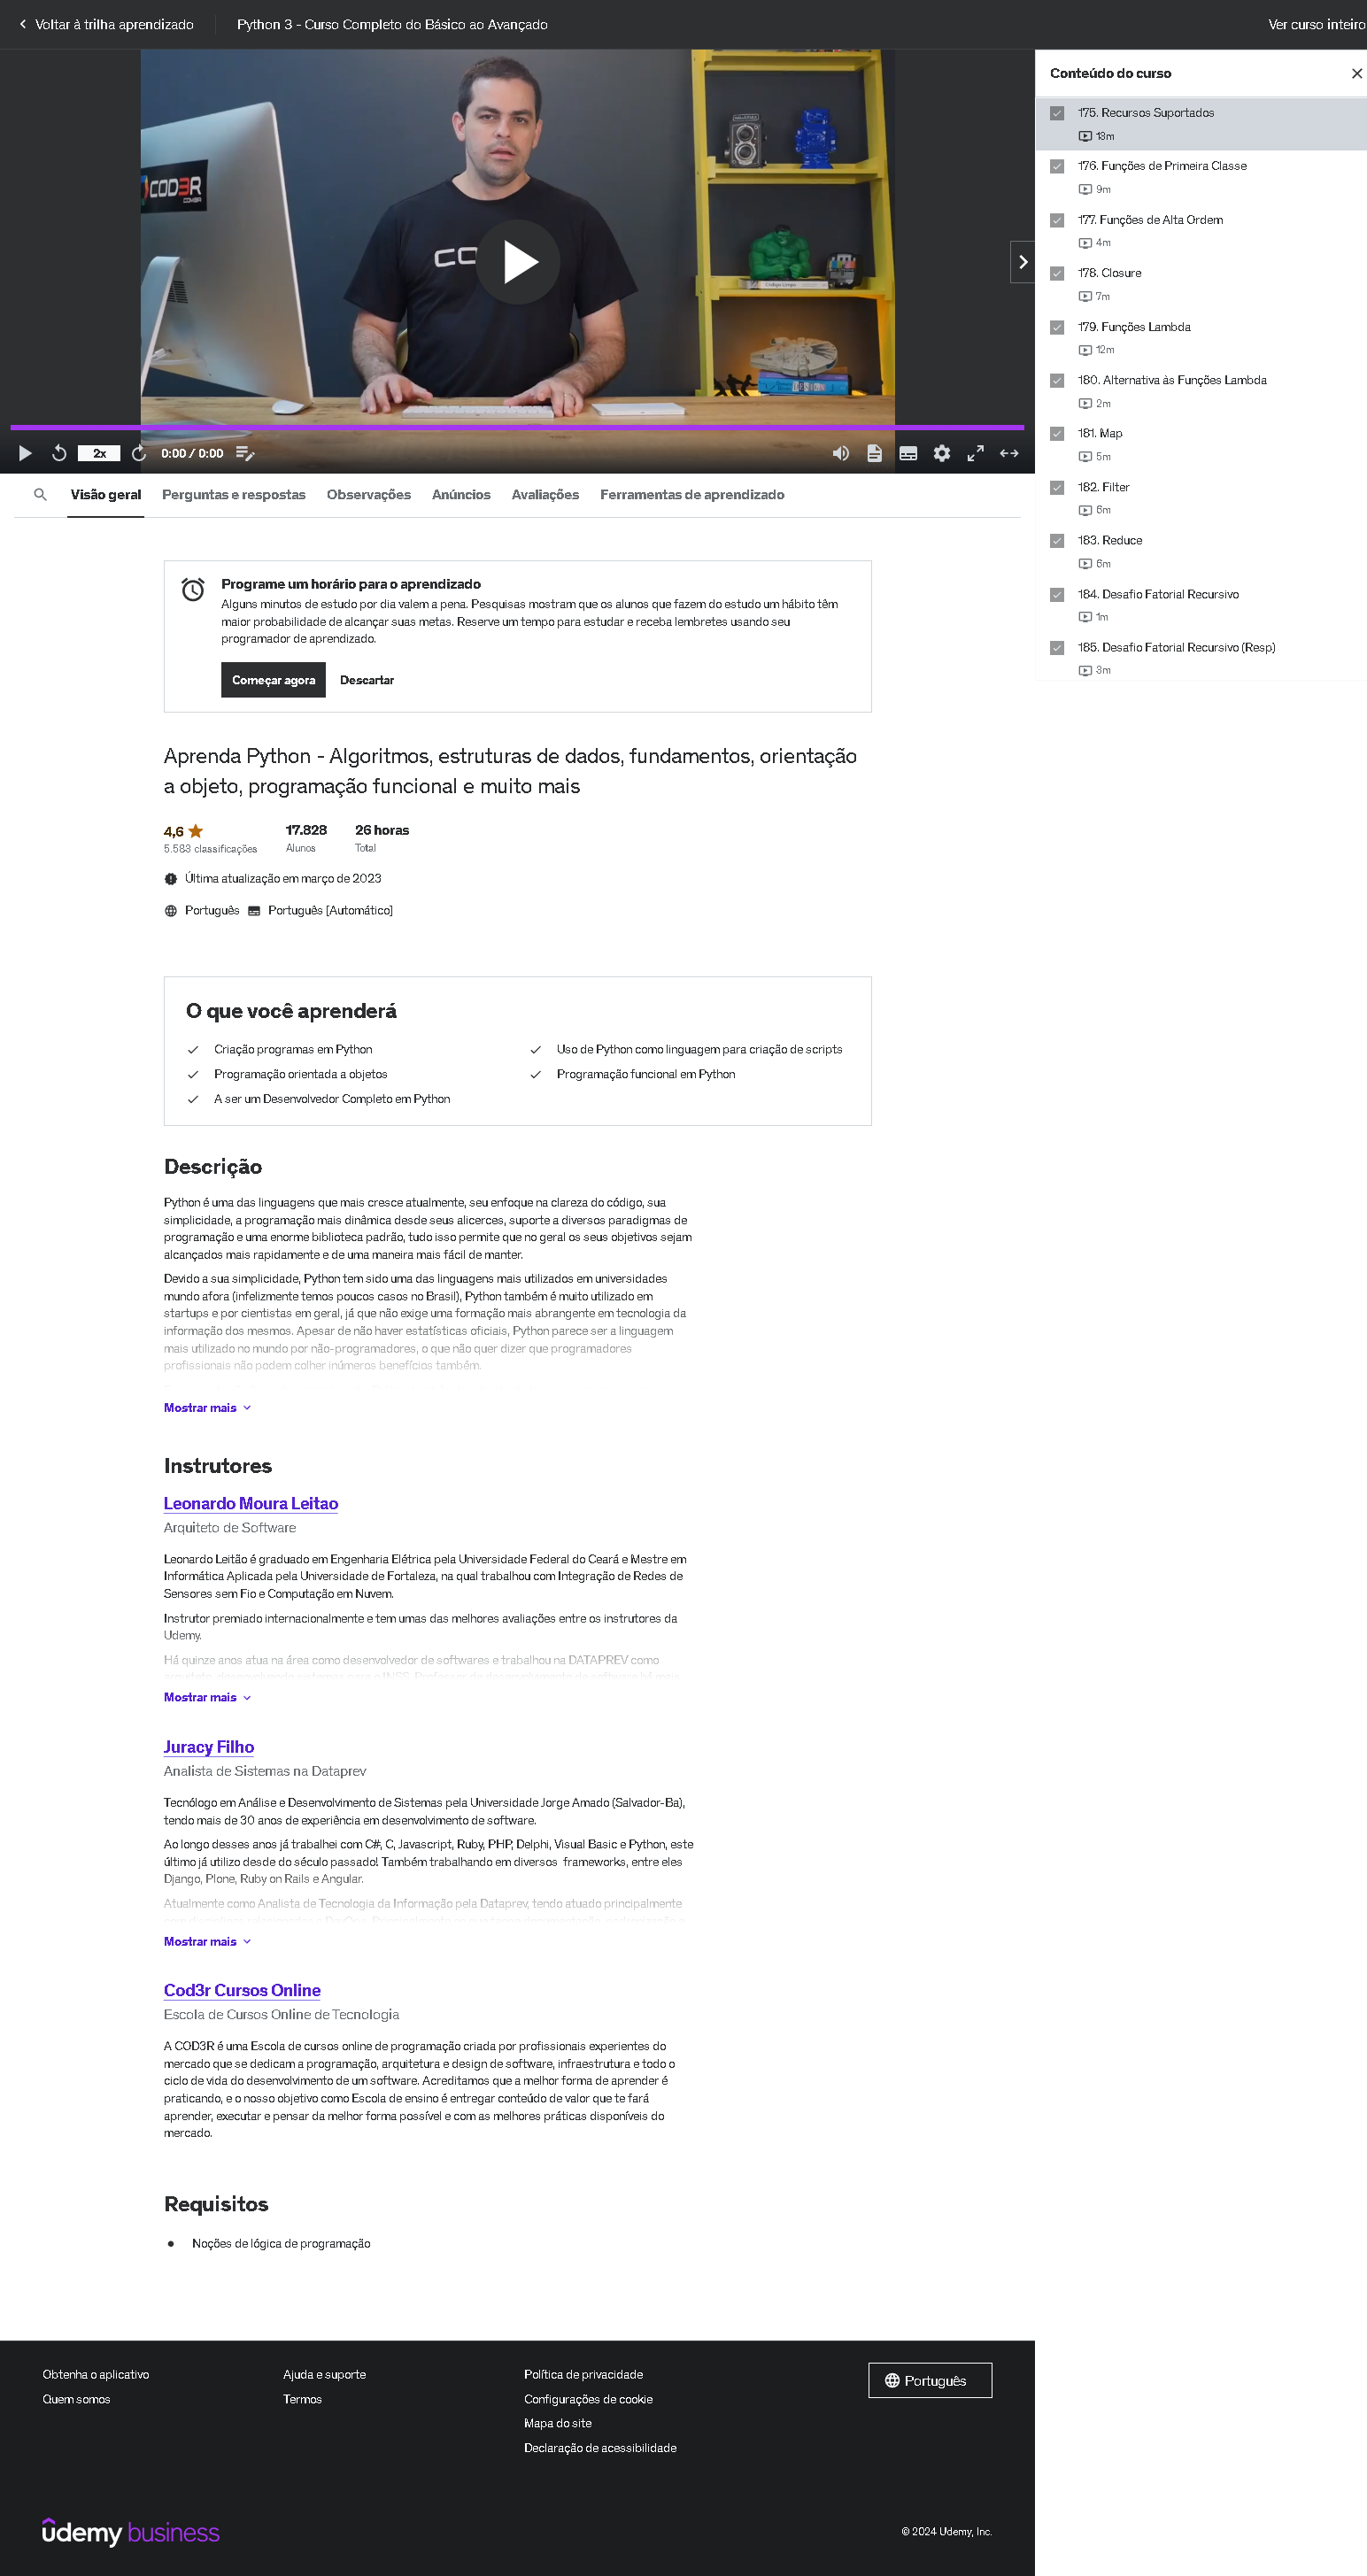 Voltar à trilha aprendizado
Python 3 - Curso Completo do Básico ao Avançado
Ver curso inteiro
COD3R
2x
0:00 / 0:00
Visão geral
Perguntas e respostas
Observações
Anúncios
Avaliações
Ferramentas de aprendizado
Conteúdo do curso
175. Recursos Suportados
13m
176. Funções de Primeira Classe
9m
177. Funções de Alta Ordem
4m
178. Closure
7m
179. Funções Lambda
12m
180. Alternativa às Funções Lambda
2m
181. Map
5m
182. Filter
6m
183. Reduce
6m
184. Desafio Fatorial Recursivo
1m
185. Desafio Fatorial Recursivo (Resp)
3m
Programe um horário para o aprendizado
Alguns minutos de estudo por dia valem a pena. Pesquisas mostram que os alunos que fazem do estudo um hábito têm
maior probabilidade de alcançar suas metas. Reserve um tempo para estudar e receba lembretes usando seu
programador de aprendizado.
Começar agora
Descartar
Aprenda Python - Algoritmos, estruturas de dados, fundamentos, orientação
a objeto, programação funcional e muito mais
4,6
5.583 classificações
17.828
Alunos
26 horas
Total
Última atualização em março de 2023
Português
Português [Automático]
O que você aprenderá
Criação programas em Python
Uso de Python como linguagem para criação de scripts
Programação orientada a objetos
Programação funcional em Python
A ser um Desenvolvedor Completo em Python
Descrição
Python é uma das linguagens que mais cresce atualmente, seu enfoque na clareza do código, sua
simplicidade, a programação mais dinâmica desde seus alicerces, suporte a diversos paradigmas de
programação e uma enorme biblioteca padrão, tudo isso permite que no geral os seus objetivos sejam
alcançados mais rapidamente e de uma maneira mais fácil de manter.
Devido a sua simplicidade, Python tem sido uma das linguagens mais utilizados em universidades
mundo afora (infelizmente temos poucos casos no Brasil), Python também é muito utilizado em
startups e por cientistas em geral, já que não exige uma formação mais abrangente em tecnologia da
informação dos mesmos. Apesar de não haver estatísticas oficiais, Python parece ser a linguagem
mais utilizado no mundo por não-programadores, o que não quer dizer que programadores
profissionais não podem colher inúmeros benefícios também.
Mostrar mais
Instrutores
Leonardo Moura Leitao
Arquiteto de Software
Leonardo Leitão é graduado em Engenharia Elétrica pela Universidade Federal do Ceará e Mestre em
Informática Aplicada pela Universidade de Fortaleza, na qual trabalhou com Integração de Redes de
Sensores sem Fio e Computação em Nuvem.
Instrutor premiado internacionalmente e tem umas das melhores avaliações entre os instrutores da
Udemy.
Há quinze anos atua na área como desenvolvedor de softwares e trabalhou na DATAPREV como
Mostrar mais
Juracy Filho
Analista de Sistemas na Dataprev
Tecnólogo em Análise e Desenvolvimento de Sistemas pela Universidade Jorge Amado (Salvador-Ba),
tendo mais de 30 anos de experiência em desenvolvimento de software.
Ao longo desses anos já trabalhei com C#, C, Javascript, Ruby, PHP, Delphi, Visual Basic e Python, este
último já utilizo desde do século passado! Também trabalhando em diversos frameworks, entre eles
Django, Plone, Ruby on Rails e Angular.
Atualmente como Analista de Tecnologia da Informação pela Dataprev, tendo atuado principalmente
Mostrar mais
Cod3r Cursos Online
Escola de Cursos Online de Tecnologia
A COD3R é uma Escola de cursos online de programação criada por profissionais experientes do
mercado que se dedicam a programação, arquitetura e design de software, infraestrutura e todo o
ciclo de vida do desenvolvimento de um software. Acreditamos que a melhor forma de aprender é
praticando, e o nosso objetivo como Escola de ensino é entregar conteúdo de valor que te fará
aprender, executar e pensar da melhor forma possível e com as melhores práticas disponíveis do
mercado.
Requisitos
Noções de lógica de programação
Obtenha o aplicativo
Quem somos
Ajuda e suporte
Termos
Política de privacidade
Configurações de cookie
Mapa do site
Declaração de acessibilidade
Português
udemy business
© 2024 Udemy, Inc.